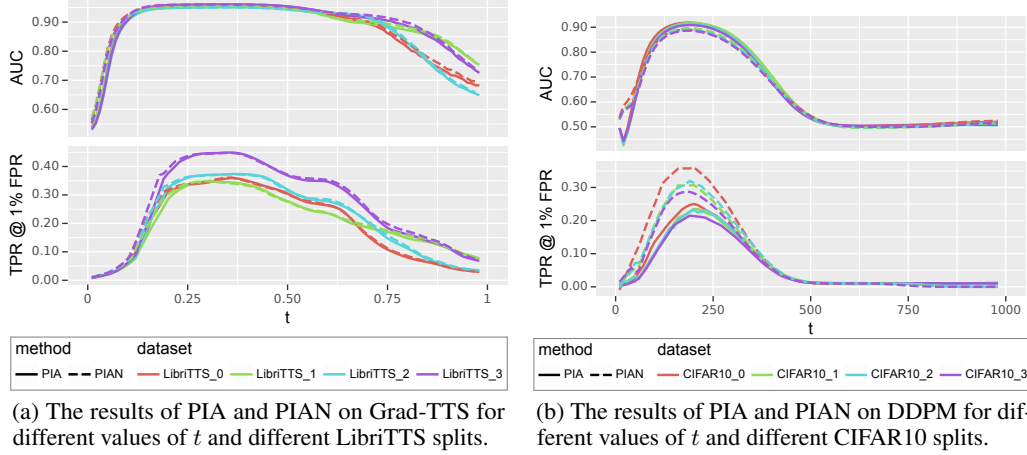 AUC
0.90
0.80
0.70
0.60
TPR @ 1% FPR
0.40
0.30
0.20
0.10
0.00
0 0.25 0.50 0.75 1
t
method dataset
PIA PIAN LibriTTS_0 LibriTTS_1 LibriTTS_2 LibriTTS_3
(a) The results of PIA and PIAN on Grad-TTS for
different values of t and different LibriTTS splits.
AUC
0.90
0.80
0.70
0.60
0.50
TPR @ 1% FPR
0.30
0.20
0.10
0.00
0 250 500 750 1000
t
method dataset
PIA PIAN CIFAR10_0 CIFAR10_1 CIFAR10_2 CIFAR10_3
(b) The results of PIA and PIAN on DDPM for dif-
ferent values of t and different CIFAR10 splits.